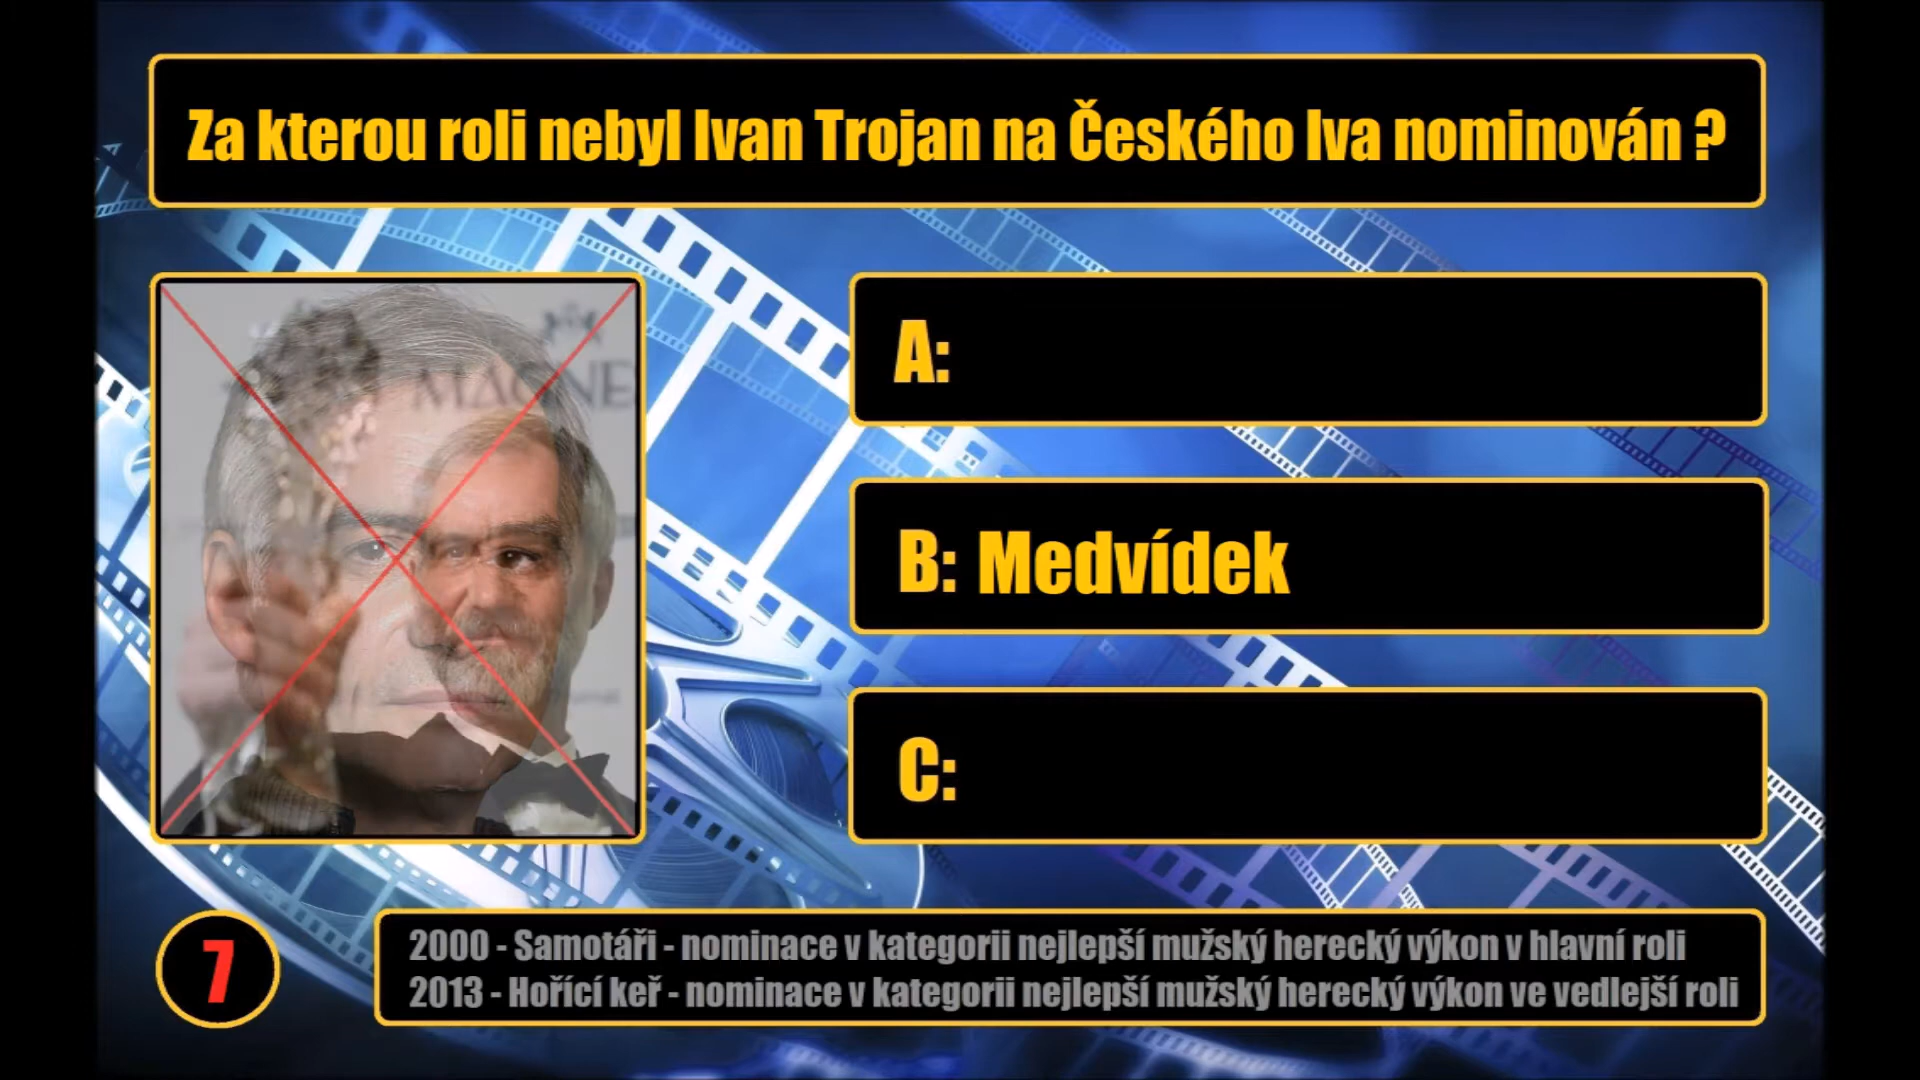 Za kterou roli nebyl Ivan Trojan na Českého lva nominován ?
MAGNE
A:
B: Medvídek
C:
7
2000 - Samotáři - nominace v kategorii nejlepší mužský herecký výkon v hlavní roli
2013 - Hořící keř - nominace v kategorii nejlepší mužský herecký výkon ve vedlejší roli